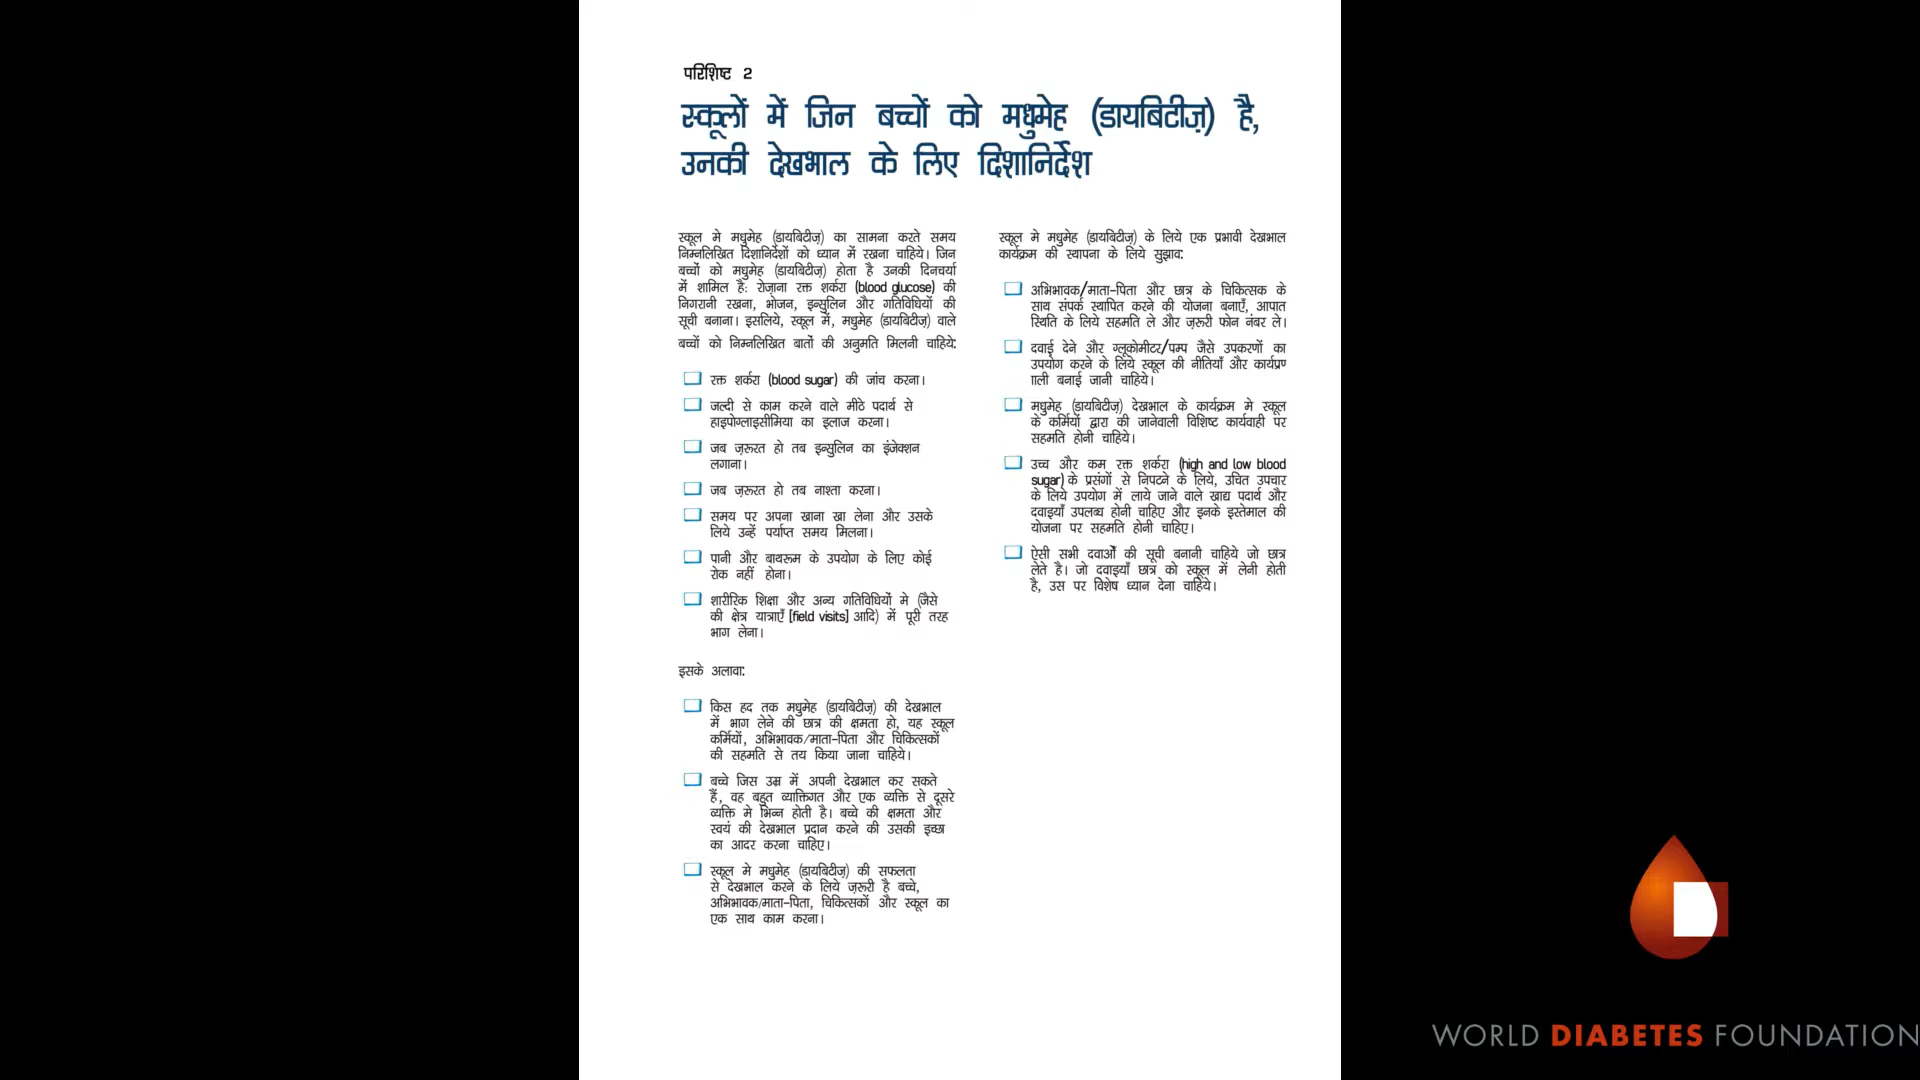 परिशिष्ट 2
स्कूलों में जिन बच्चों को मधुमेह (डायबिटीज़) है,
उनकी देखभाल के लिए दिशानिर्देश
स्कूल मे मधुमेह (डायबिटीज़) का सामना करते समय
निम्नलिखित दिशानिर्देशों को ध्यान में रखना चाहिये। जिन
बच्चों को मधुमेह (डायबिटीज़) होता है उनकी दिनचर्या
में शामिल है: रोज़ाना रक्त शर्करा (blood glucose) की
निगरानी रखना, भोजन, इन्सुलिन और गतिविधियों की
सूची बनाना। इसलिये, स्कूल में, मधुमेह (डायबिटीज़) वाले
बच्चों को निम्नलिखित बातों की अनुमति मिलनी चाहिये:
रक्त शर्करा (blood sugar) की जांच करना।
जल्दी से काम करने वाले मीठे पदार्थ से
हाइपोग्लाइसीमिया का इलाज करना।
जब ज़रूरत हो तब इन्सुलिन का इंजेक्शन
लगाना।
जब ज़रूरत हो तब नाश्ता करना।
समय पर अपना खाना खा लेना और उसके
लिये उन्हें पर्याप्त समय मिलना।
पानी और बाथरूम के उपयोग के लिए कोई
रोक नहीं होना।
शारीरिक शिक्षा और अन्य गतिविधियों मे (जैसे
की क्षेत्र यात्राएँ [field visits] आदि) में पूरी तरह
भाग लेना।
इसके अलावा:
किस हद तक मधुमेह (डायबिटीज़) की देखभाल
में भाग लेने की छात्र की क्षमता हो, यह स्कूल
कर्मियों, अभिभावक/माता-पिता और चिकित्सकों
की सहमति से तय किया जाना चाहिये।
बच्चे जिस उम्र में अपनी देखभाल कर सकते
हैं, वह बहुत व्याक्तिगत और एक व्यक्ति से दूसरे
व्यक्ति मे भिन्न होती है। बच्चे की क्षमता और
स्वयं की देखभाल प्रदान करने की उसकी इच्छा
का आदर करना चाहिए।
स्कूल मे मधुमेह (डायबिटीज़) की सफलता
से देखभाल करने के लिये ज़रूरी है बच्चे,
अभिभावक/माता-पिता, चिकित्सकों और स्कूल का
एक साथ काम करना।
स्कूल मे मधुमेह (डायबिटीज़) के लिये एक प्रभावी देखभाल
कार्यक्रम की स्थापना के लिये सुझाव:
अभिभावक/माता-पिता और छात्र के चिकित्सक के
साथ संपर्क स्थापित करने की योजना बनाएँ, आपात
स्थिति के लिये सहमति ले और ज़रूरी फोन नंबर ले।
दवाई देने और ग्लूकोमीटर/पम्प जैसे उपकरणों का
उपयोग करने के लिये स्कूल की नीतियाँ और कार्यप्रण
ाली बनाई जानी चाहिये।
मधुमेह (डायबिटीज़) देखभाल के कार्यक्रम मे स्कूल
के कर्मियों द्वारा की जानेवाली विशिष्ट कार्यवाही पर
सहमति होनी चाहिये।
उच्च और कम रक्त शर्करा (high and low blood
sugar) के प्रसंगों से निपटने के लिये, उचित उपचार
के लिये उपयोग में लाये जाने वाले खाद्य पदार्थ और
दवाइयाँ उपलब्ध होनी चाहिए और इनके इस्तेमाल की
योजना पर सहमति होनी चाहिए।
ऐसी सभी दवाओं की सूची बनानी चाहिये जो छात्र
लेते है। जो दवाइयाँ छात्र को स्कूल में लेनी होती
है, उस पर विशेष ध्यान देना चाहिये।
WORLD DIABETES FOUNDATION